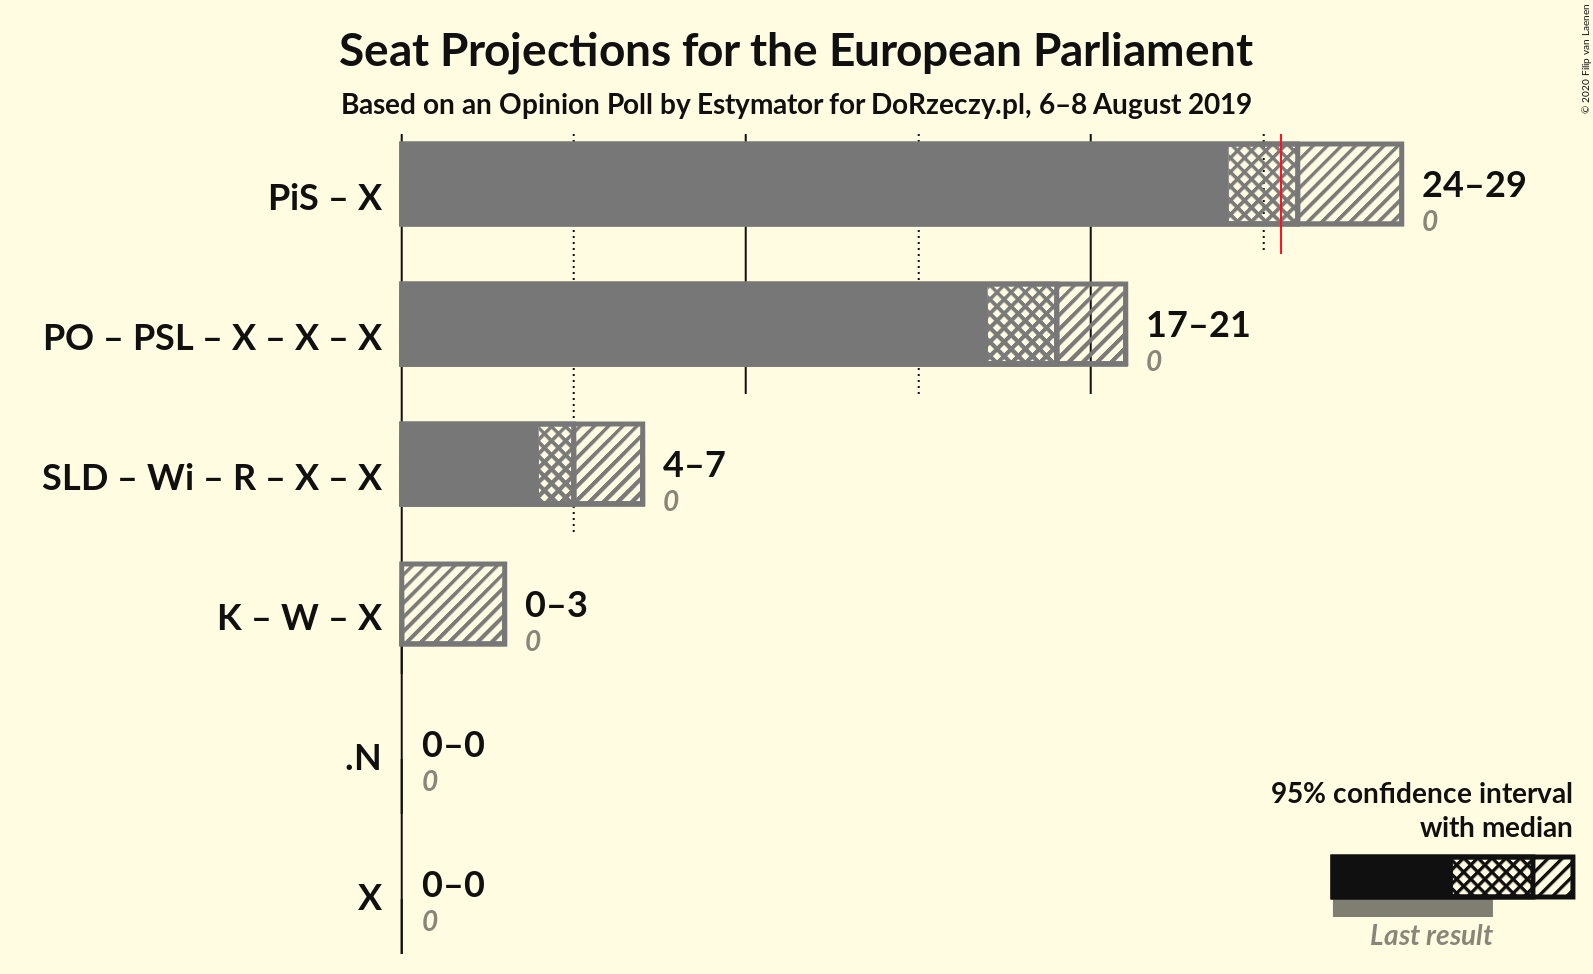 Seat Projections for the European Parliament
Based on an Opinion Poll by Estymator for DoRzeczy.pl, 6–8 August 2019
© 2020 Filip van Laenen
PiS – X
24–29
0
PO – PSL – X – X – X
17–21
0
SLD – Wi – R – X – X
4–7
0
K – W – X
0–3
0
.N
0–0
0
X
0–0
0
95% confidence interval
with median
Last result